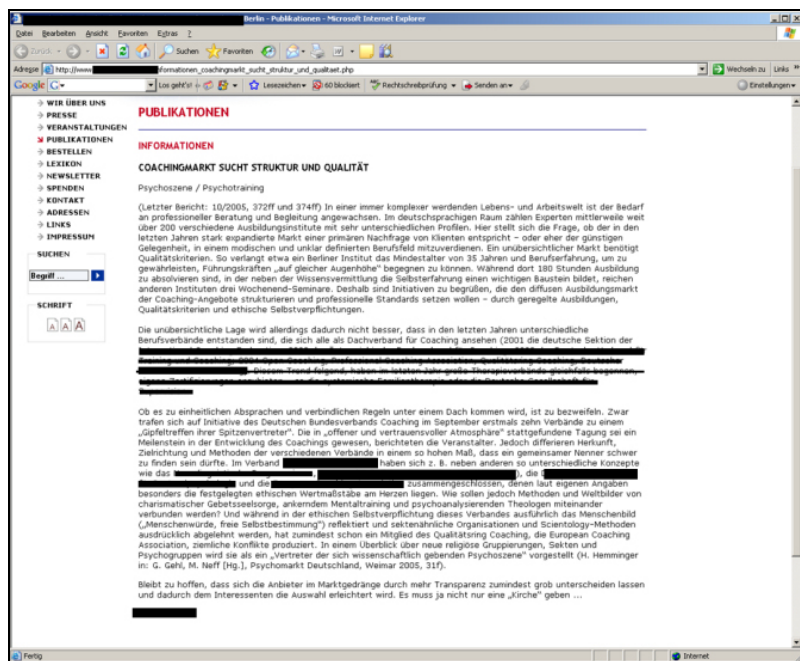 Berlin - Publikationen - Microsoft Internet Explorer
Datei Bearbeiten Ansicht Favoriten Extras ?
Zurück Suchen Favoriten
Adresse http://www nformationen_coachingmarkt_sucht_struktur_und_qualitaet.php Wechseln zu Links »
Google G Los geht's! Lesezeichen 60 blockiert Rechtschreibprüfung Senden an Einstellungen
WIR ÜBER UNS
PRESSE
VERANSTALTUNGEN
PUBLIKATIONEN
BESTELLEN
LEXIKON
NEWSLETTER
SPENDEN
KONTAKT
ADRESSEN
LINKS
IMPRESSUM
SUCHEN
Begriff ...
SCHRIFT
A A A
PUBLIKATIONEN
INFORMATIONEN
COACHINGMARKT SUCHT STRUKTUR UND QUALITÄT
Psychoszene / Psychotraining
(Letzter Bericht: 10/2005, 372ff und 374ff) In einer immer komplexer werdenden Lebens- und Arbeitswelt ist der Bedarf
an professioneller Beratung und Begleitung angewachsen. Im deutschsprachigen Raum zählen Experten mittlerweile weit
über 200 verschiedene Ausbildungsinstitute mit sehr unterschiedlichen Profilen. Hier stellt sich die Frage, ob der in den
letzten Jahren stark expandierte Markt einer primären Nachfrage von Klienten entspricht - oder eher der günstigen
Gelegenheit, in einem modischen und unklar definierten Berufsfeld mitzuverdienen. Ein unübersichtlicher Markt benötigt
Qualitätskriterien. So verlangt etwa ein Berliner Institut das Mindestalter von 35 Jahren und Berufserfahrung, um zu
gewährleisten, Führungskräften „auf gleicher Augenhöhe" begegnen zu können. Während dort 180 Stunden Ausbildung
zu absolvieren sind, in der neben der Wissensvermittlung die Selbsterfahrung einen wichtigen Baustein bildet, reichen
anderen Instituten drei Wochenend-Seminare. Deshalb sind Initiativen zu begrüßen, die den diffusen Ausbildungsmarkt
der Coaching-Angebote strukturieren und professionelle Standards setzen wollen – durch geregelte Ausbildungen,
Qualitätskriterien und ethische Selbstverpflichtungen.
Die unübersichtliche Lage wird allerdings dadurch nicht besser, dass in den letzten Jahren unterschiedliche
Berufsverbände entstanden sind, die sich alle als Dachverband für Coaching ansehen (2001 die deutsche Sektion der
Diesem Trend folgend, haben im letzten Jahr große Therapieverbände gleichfalls begonnen,
Ob es zu einheitlichen Absprachen und verbindlichen Regeln unter einem Dach kommen wird, ist zu bezweifeln. Zwar
trafen sich auf Initiative des Deutschen Bundesverbands Coaching im September erstmals zehn Verbände zu einem
„Gipfeltreffen ihrer Spitzenvertreter". Die in „offener und vertrauensvoller Atmosphäre" stattgefundene Tagung sei ein
Meilenstein in der Entwicklung des Coachings gewesen, berichteten die Veranstalter. Jedoch differieren Herkunft,
Zielrichtung und Methoden der verschiedenen Verbände in einem so hohen Maß, dass ein gemeinsamer Nenner schwer
zu finden sein dürfte. Im Verband haben sich z. B. neben anderen so unterschiedliche Konzepte
wie das ), die
und die zusammengeschlossen, denen laut eigenen Angaben
besonders die festgelegten ethischen Wertmaßstäbe am Herzen liegen. Wie sollen jedoch Methoden und Weltbilder von
charismatischer Gebetsseelsorge, ankerndem Mentaltraining und psychoanalysierenden Theologen miteinander
verbunden werden? Und während in der ethischen Selbstverpflichtung dieses Verbandes ausführlich das Menschenbild
(„Menschenwürde, freie Selbstbestimmung") reflektiert und sektenähnliche Organisationen und Scientology-Methoden
ausdrücklich abgelehnt werden, hat zumindest schon ein Mitglied des Qualitätsring Coaching, die European Coaching
Association, ziemliche Konflikte produziert. In einem Überblick über neue religiöse Gruppierungen, Sekten und
Psychogruppen wird sie als ein „Vertreter der sich wissenschaftlich gebenden Psychoszene" vorgestellt (H. Hemminger
in: G. Gehl, M. Neff [Hg.], Psychomarkt Deutschland, Weimar 2005, 31f).
Bleibt zu hoffen, dass sich die Anbieter im Marktgedränge durch mehr Transparenz zumindest grob unterscheiden lassen
und dadurch dem Interessenten die Auswahl erleichtert wird. Es muss ja nicht nur eine „Kirche" geben ...
Fertig Internet